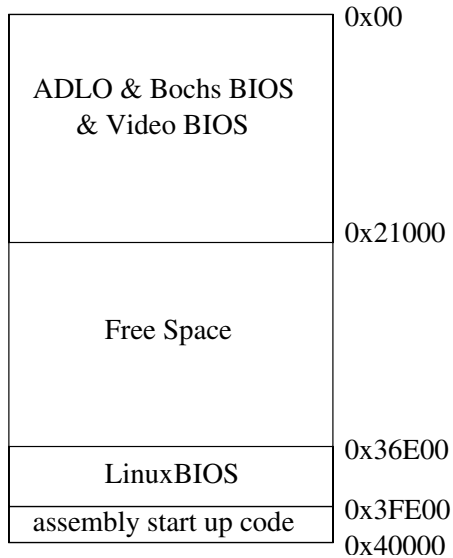 0x00
ADLO & Bochs BIOS
& Video BIOS
0x21000
Free Space
0x36E00
LinuxBIOS
0x3FE00
assembly start up code
0x40000